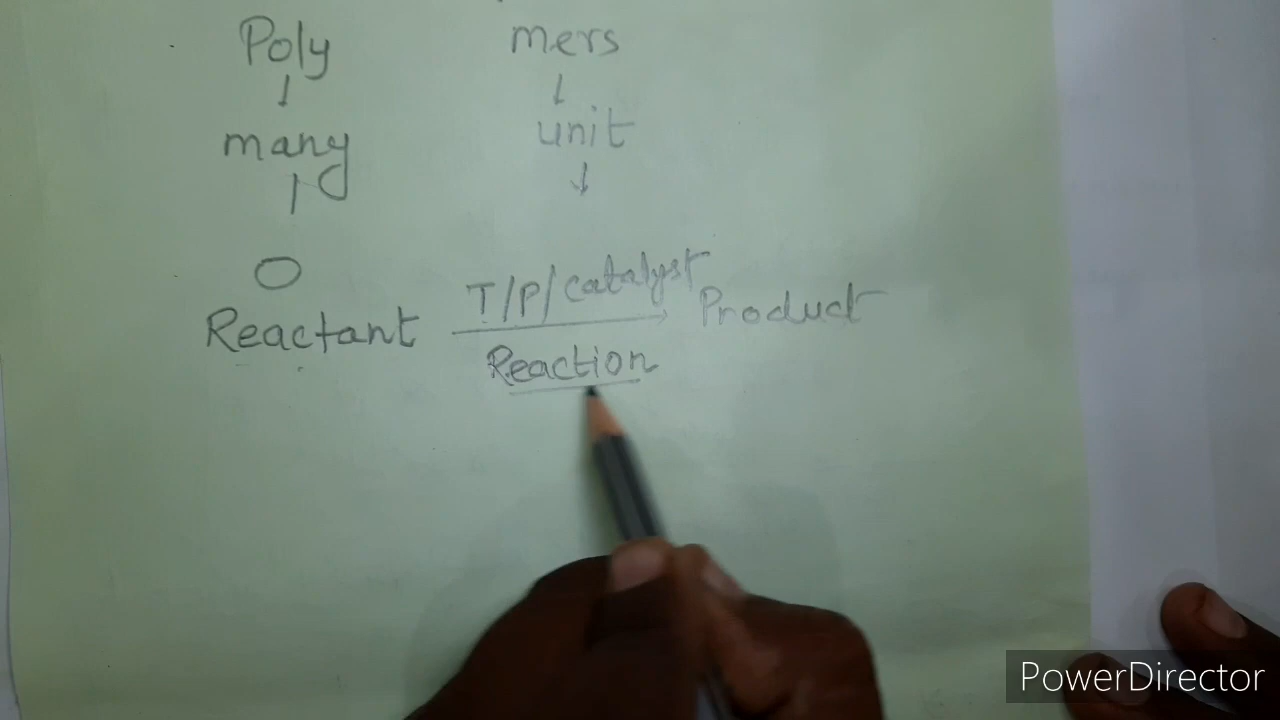 Poly mers
many unit
T/P/catalyst
Reactant Product
Reaction
PowerDirector